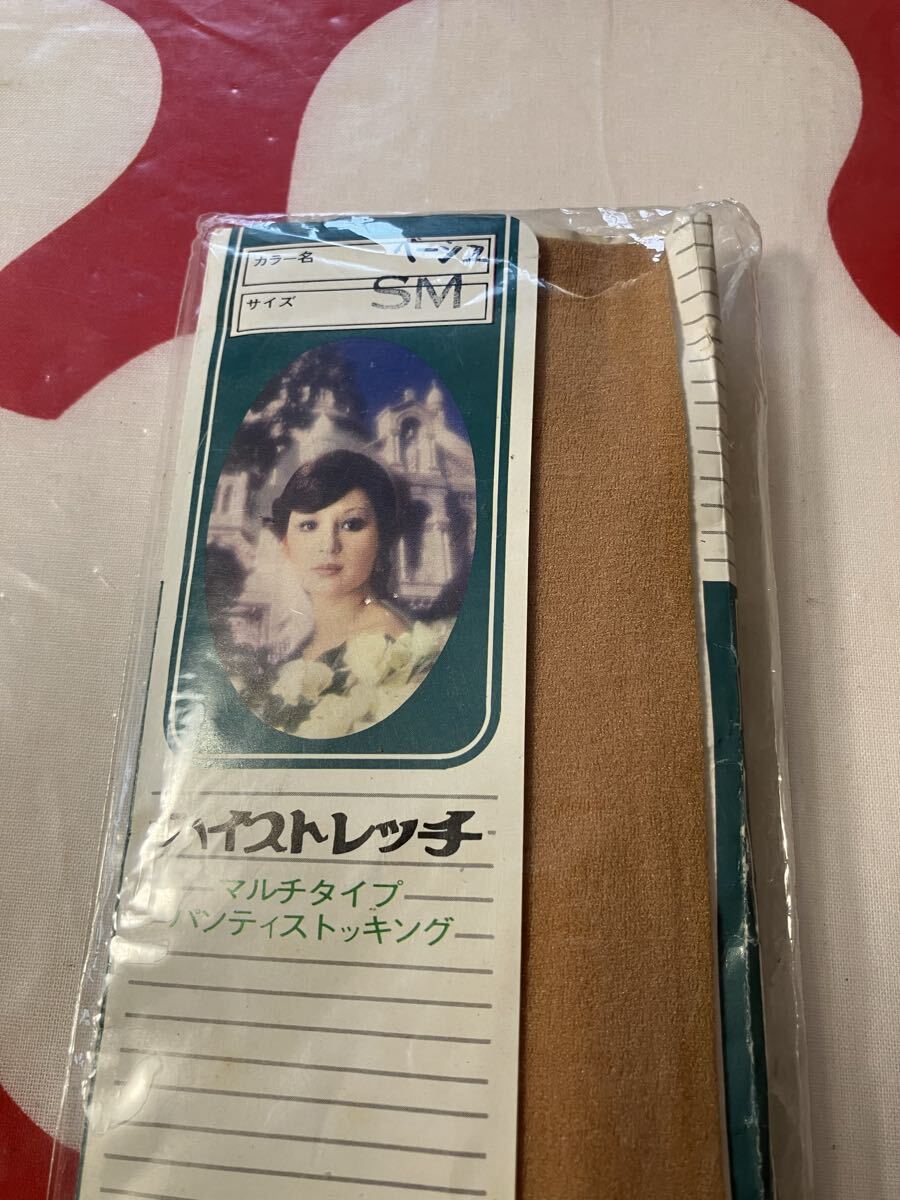 カラー名 ベージュ
サイズ SM
ハイストレッチ
マルチタイプ
パンティストッキング